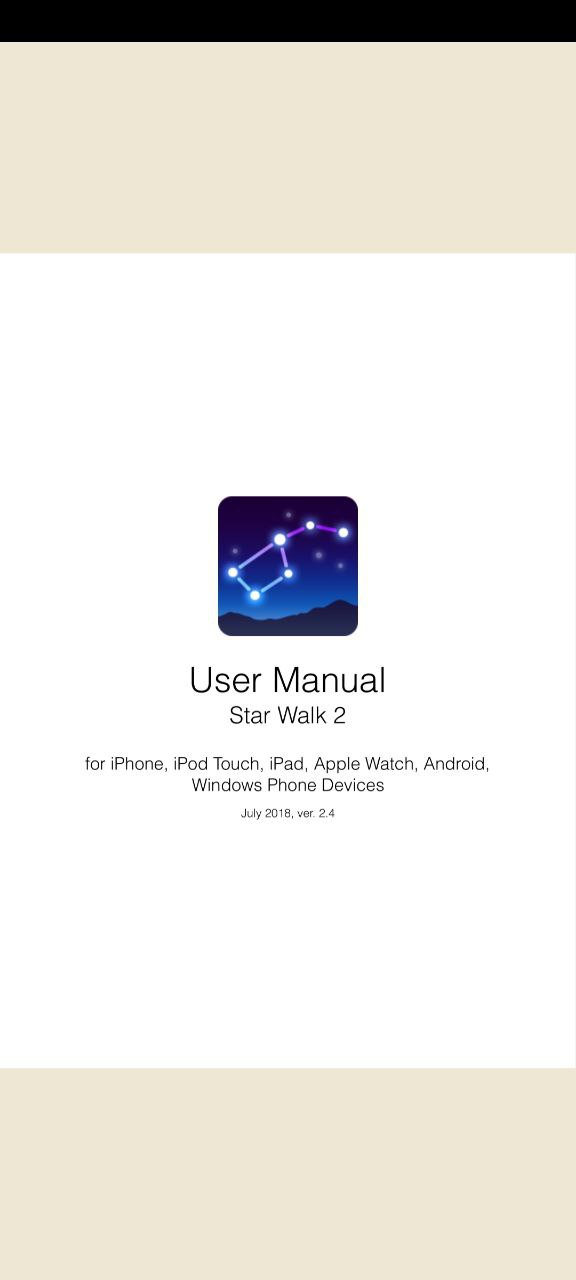 User Manual
Star Walk 2
for iPhone, iPod Touch, iPad, Apple Watch, Android,
Windows Phone Devices
July 2018, ver. 2.4